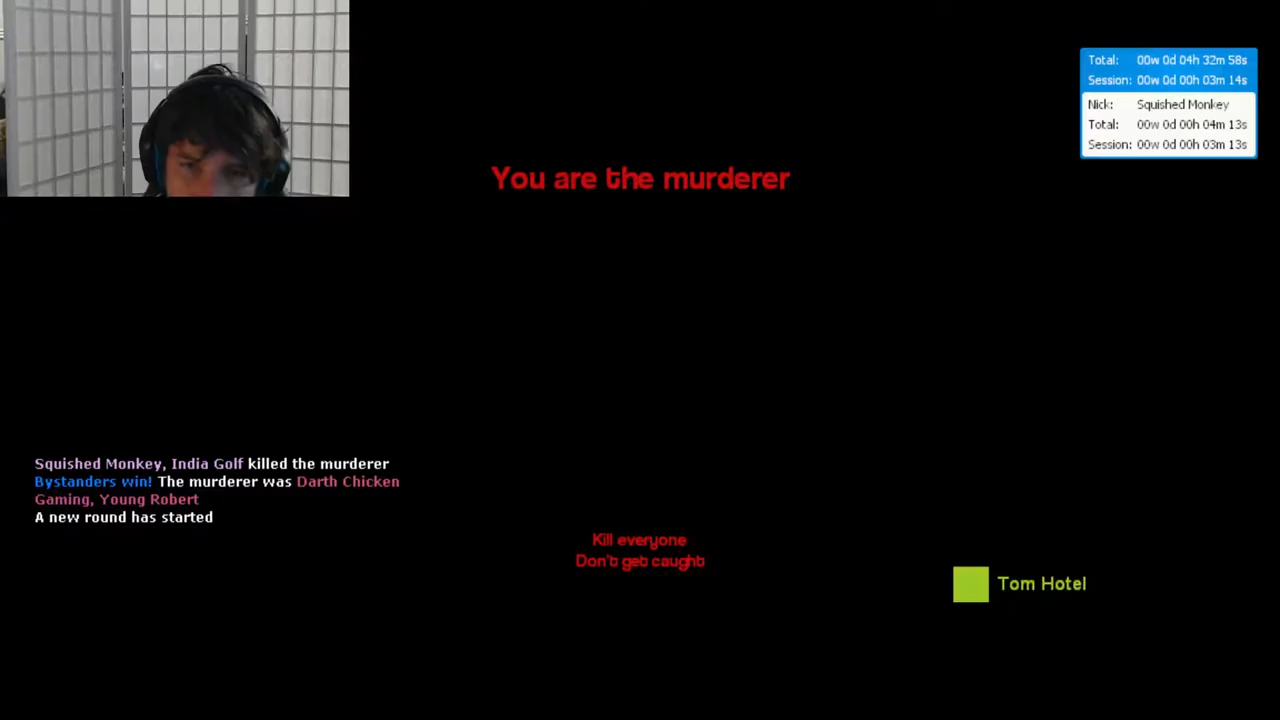 Total: 00w 0d 04h 32m 58s
Session: 00w 0d 00h 03m 14s
Nick: Squished Monkey
Total: 00w 0d 00h 04m 13s
Session: 00w 0d 00h 03m 13s
You are the murderer
Squished Monkey, India Golf killed the murderer
Bystanders win! The murderer was Darth Chicken
Gaming, Young Robert
A new round has started
Kill everyone
Don't get caught
Tom Hotel